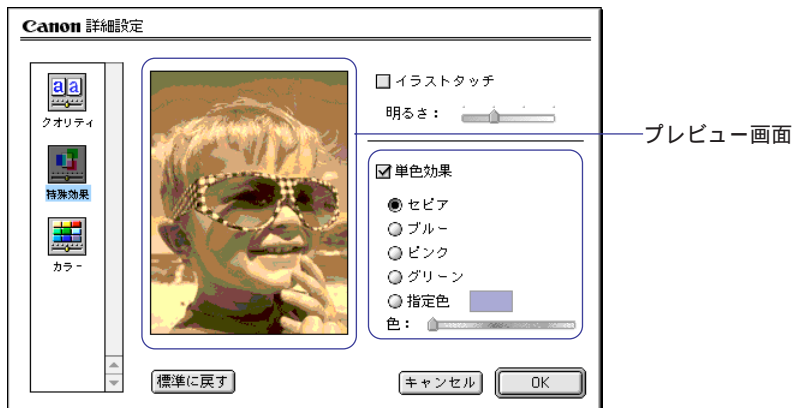 Canon 詳細設定
aa
クオリティ
特殊効果
カラー
イラストタッチ
明るさ：
プレビュー画面
単色効果
セピア
ブルー
ピンク
グリーン
指定色
色：
標準に戻す
キャンセル
OK